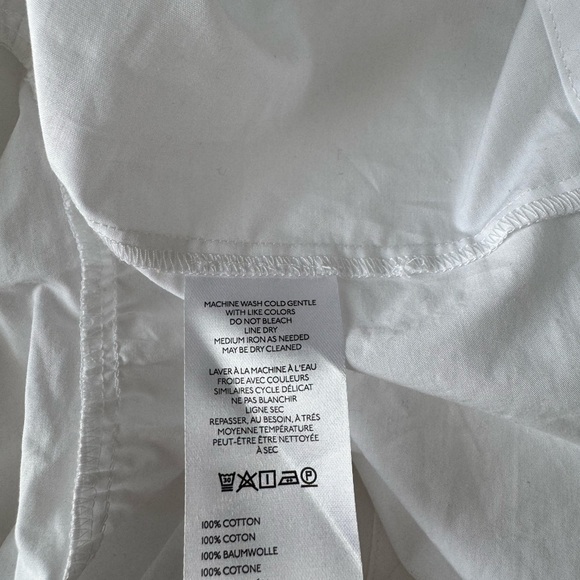 MACHINE WASH COLD GENTLE
WITH LIKE COLORS
DO NOT BLEACH
LINE DRY
MEDIUM IRON AS NEEDED
MAY BE DRY CLEANED
LAVER À LA MACHINE À L'EAU
FROIDE AVEC COULEURS
SIMILAIRES CYCLE DÉLICAT
NE PAS BLANCHIR
LIGNE SEC
REPASSER, AU BESOIN, À TRÉS
MOYENNE TEMPÉRATURE
PEUT-ÊTRE ÊTRE NETTOYÉE
À SEC
30 P
100% COTTON
100% COTON
100% BAUMWOLLE
100% COTONE